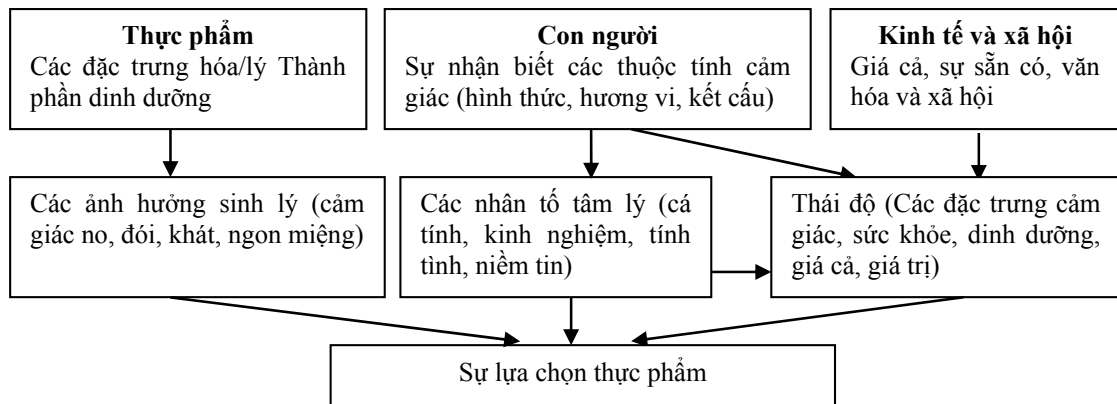 Thực phẩm
Các đặc trưng hóa/lý Thành
phần dinh dưỡng
Con người
Sự nhận biết các thuộc tính cảm
giác (hình thức, hương vi, kết cấu)
Kinh tế và xã hội
Giá cả, sự sẵn có, văn
hóa và xã hội
Các ảnh hưởng sinh lý (cảm
giác no, đói, khát, ngon miệng)
Các nhân tố tâm lý (cá
tính, kinh nghiệm, tính
tình, niềm tin)
Thái độ (Các đặc trưng cảm
giác, sức khỏe, dinh dưỡng,
giá cả, giá trị)
Sự lựa chọn thực phẩm